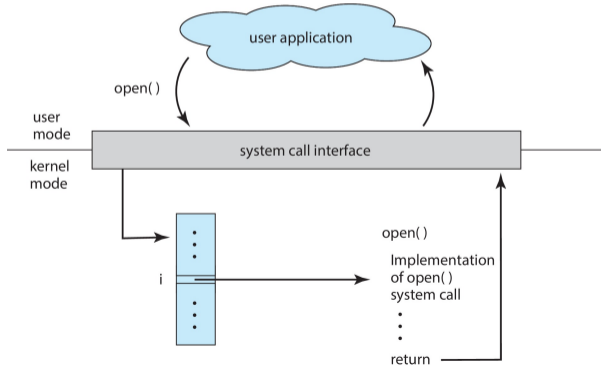 user application
open( )
user
mode
system call interface
kernel
mode
open( )
Implementation
i
of open( )
system call
return